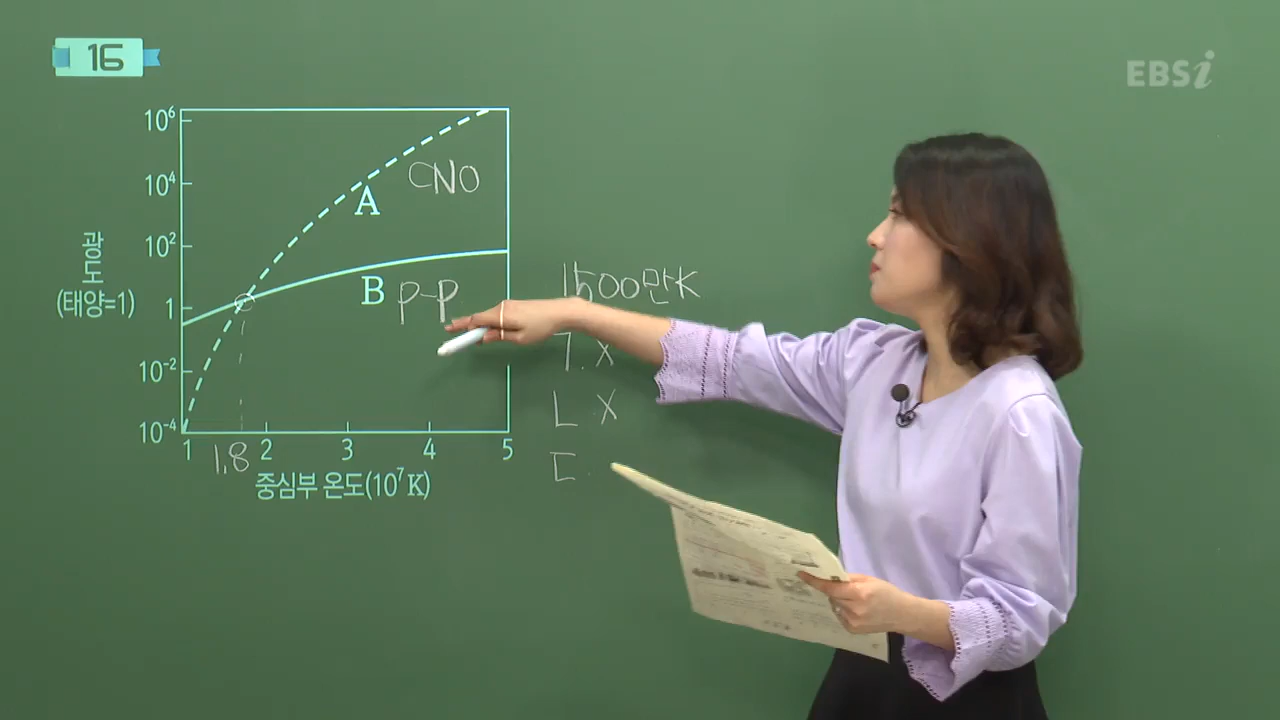 16
EBSi
10⁶
10⁴
10²
1
10⁻²
10⁻⁴
광도
(태양=1)
A
CNO
B
P-P
1500만K
ㄱ. X
ㄴ X
ㄷ.
1 2 3 4 5
1.8
중심부 온도(10⁷ K)